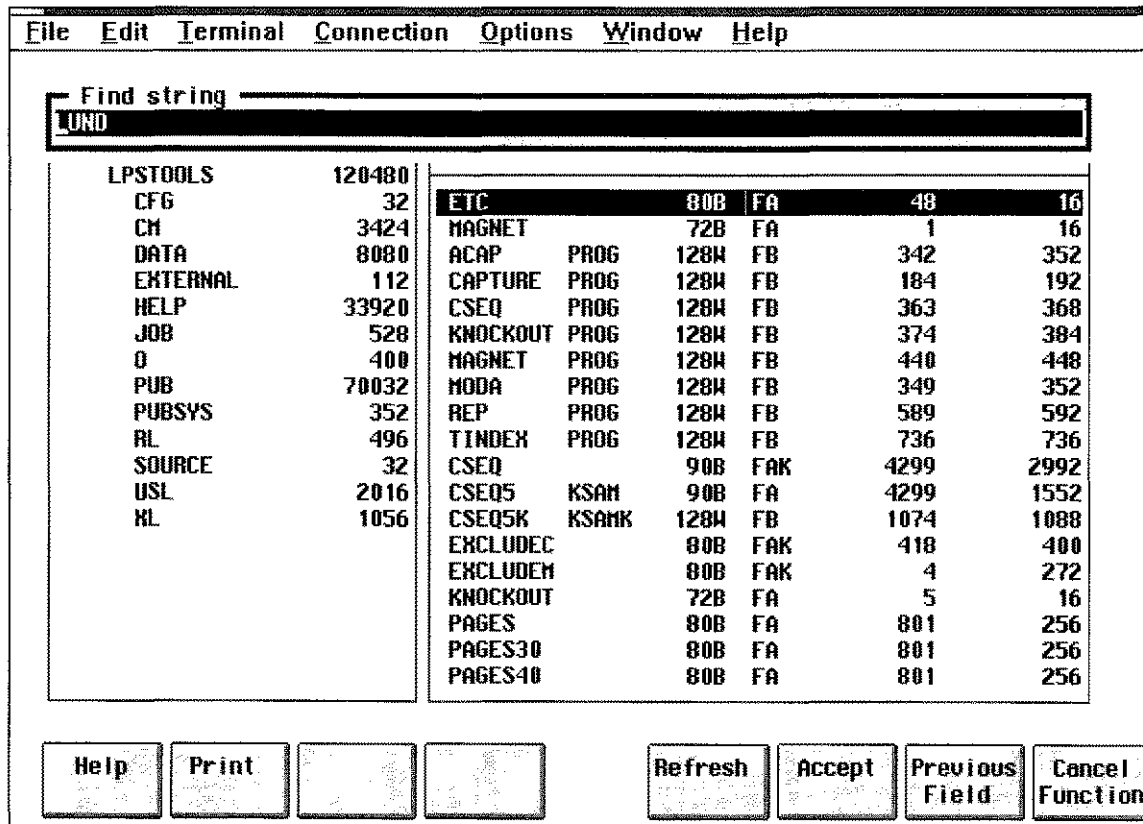 File Edit Terminal Connection Options Window Help
Find string
LUND
LPSTOOLS 120480
CFG 32
CM 3424
DATA 8080
EXTERNAL 112
HELP 33920
JOB 528
O 400
PUB 70032
PUBSYS 352
RL 496
SOURCE 32
USL 2016
XL 1056
ETC 80B FA 48 16
MAGNET 72B FA 1 16
ACAP PROG 128W FB 342 352
CAPTURE PROG 128W FB 184 192
CSEQ PROG 128W FB 363 368
KNOCKOUT PROG 128W FB 374 384
MAGNET PROG 128W FB 440 448
MODA PROG 128W FB 349 352
REP PROG 128W FB 589 592
TINDEX PROG 128W FB 736 736
CSEQ 90B FAK 4299 2992
CSEQ5 KSAM 90B FA 4299 1552
CSEQ5K KSAMK 128W FB 1074 1088
EXCLUDEC 80B FAK 418 400
EXCLUDEM 80B FAK 4 272
KNOCKOUT 72B FA 5 16
PAGES 80B FA 801 256
PAGES30 80B FA 801 256
PAGES40 80B FA 801 256
Help Print Refresh Accept Previous Field Cancel Function